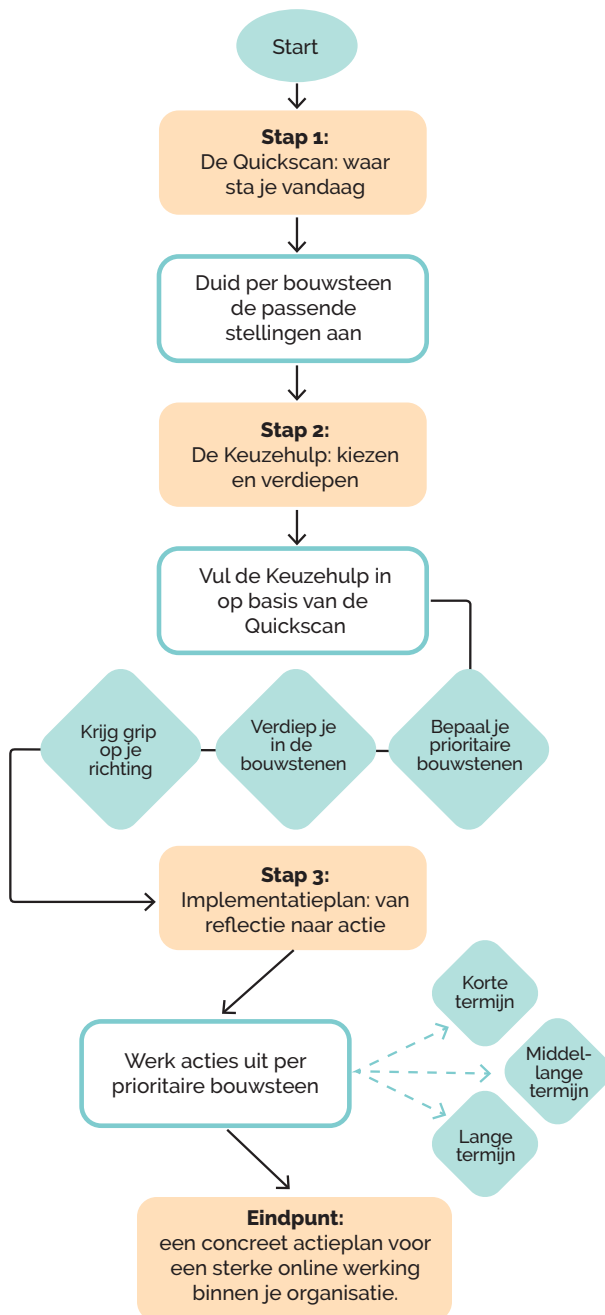 Start
Stap 1:
De Quickscan: waar
sta je vandaag
Duid per bouwsteen
de passende
stellingen aan
Stap 2:
De Keuzehulp: kiezen
en verdiepen
Vul de Keuzehulp in
op basis van de
Quickscan
Bepaal je
prioritaire
bouwstenen
Verdiep je
in de
bouwstenen
Krijg grip
op je
richting
Stap 3:
Implementatieplan: van
reflectie naar actie
Werk acties uit per
prioritaire bouwsteen
Korte
termijn
Middel-
lange
termijn
Lange
termijn
Eindpunt:
een concreet actieplan voor
een sterke online werking
binnen je organisatie.